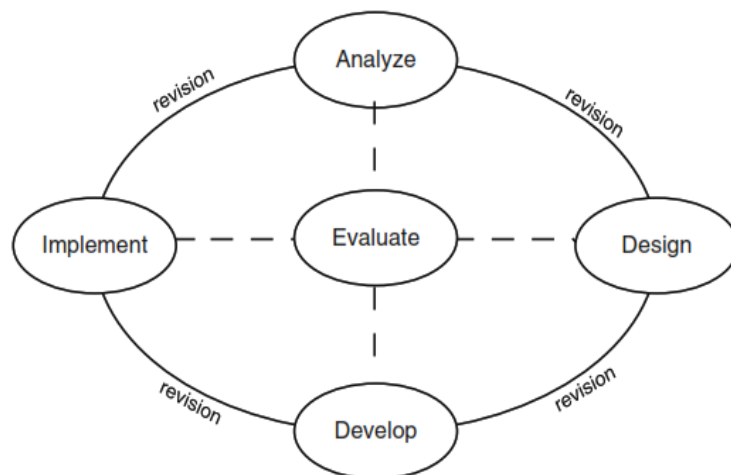 Analyze
revision
revision
Implement
Evaluate
Design
revision
revision
Develop